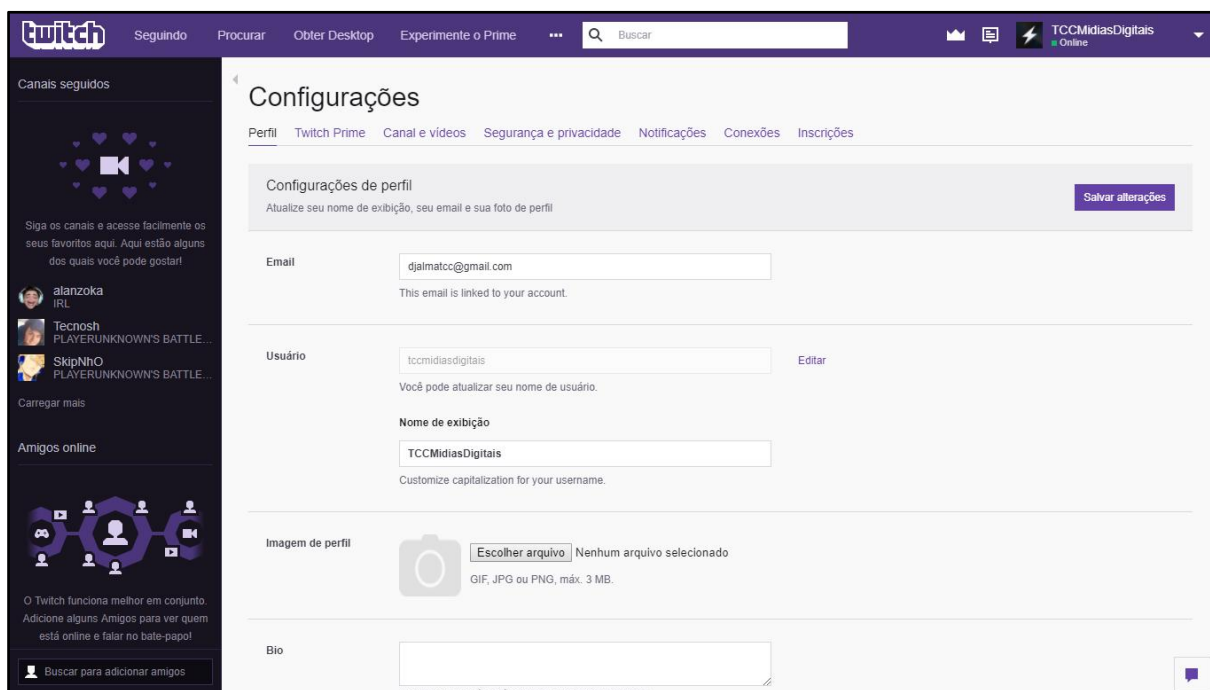 twitch
Seguindo
Procurar
Obter Desktop
Experimente o Prime
Buscar
TCCMidiasDigitais
Online
Canais seguidos
Siga os canais e acesse facilmente os
seus favoritos aqui. Aqui estão alguns
dos quais você pode gostar!
alanzoka
IRL
Tecnosh
PLAYERUNKNOWN'S BATTLE...
SkipNhO
PLAYERUNKNOWN'S BATTLE...
Carregar mais
Amigos online
O Twitch funciona melhor em conjunto.
Adicione alguns Amigos para ver quem
está online e falar no bate-papo!
Buscar para adicionar amigos
Configurações
Perfil
Twitch Prime
Canal e vídeos
Segurança e privacidade
Notificações
Conexões
Inscrições
Configurações de perfil
Atualize seu nome de exibição, seu email e sua foto de perfil
Salvar alterações
Email
djalmatcc@gmail.com
This email is linked to your account.
Usuário
tccmidiasdigitais
Editar
Você pode atualizar seu nome de usuário.
Nome de exibição
TCCMidiasDigitais
Customize capitalization for your username.
Imagem de perfil
Escolher arquivo
Nenhum arquivo selecionado
GIF, JPG ou PNG, máx. 3 MB.
Bio